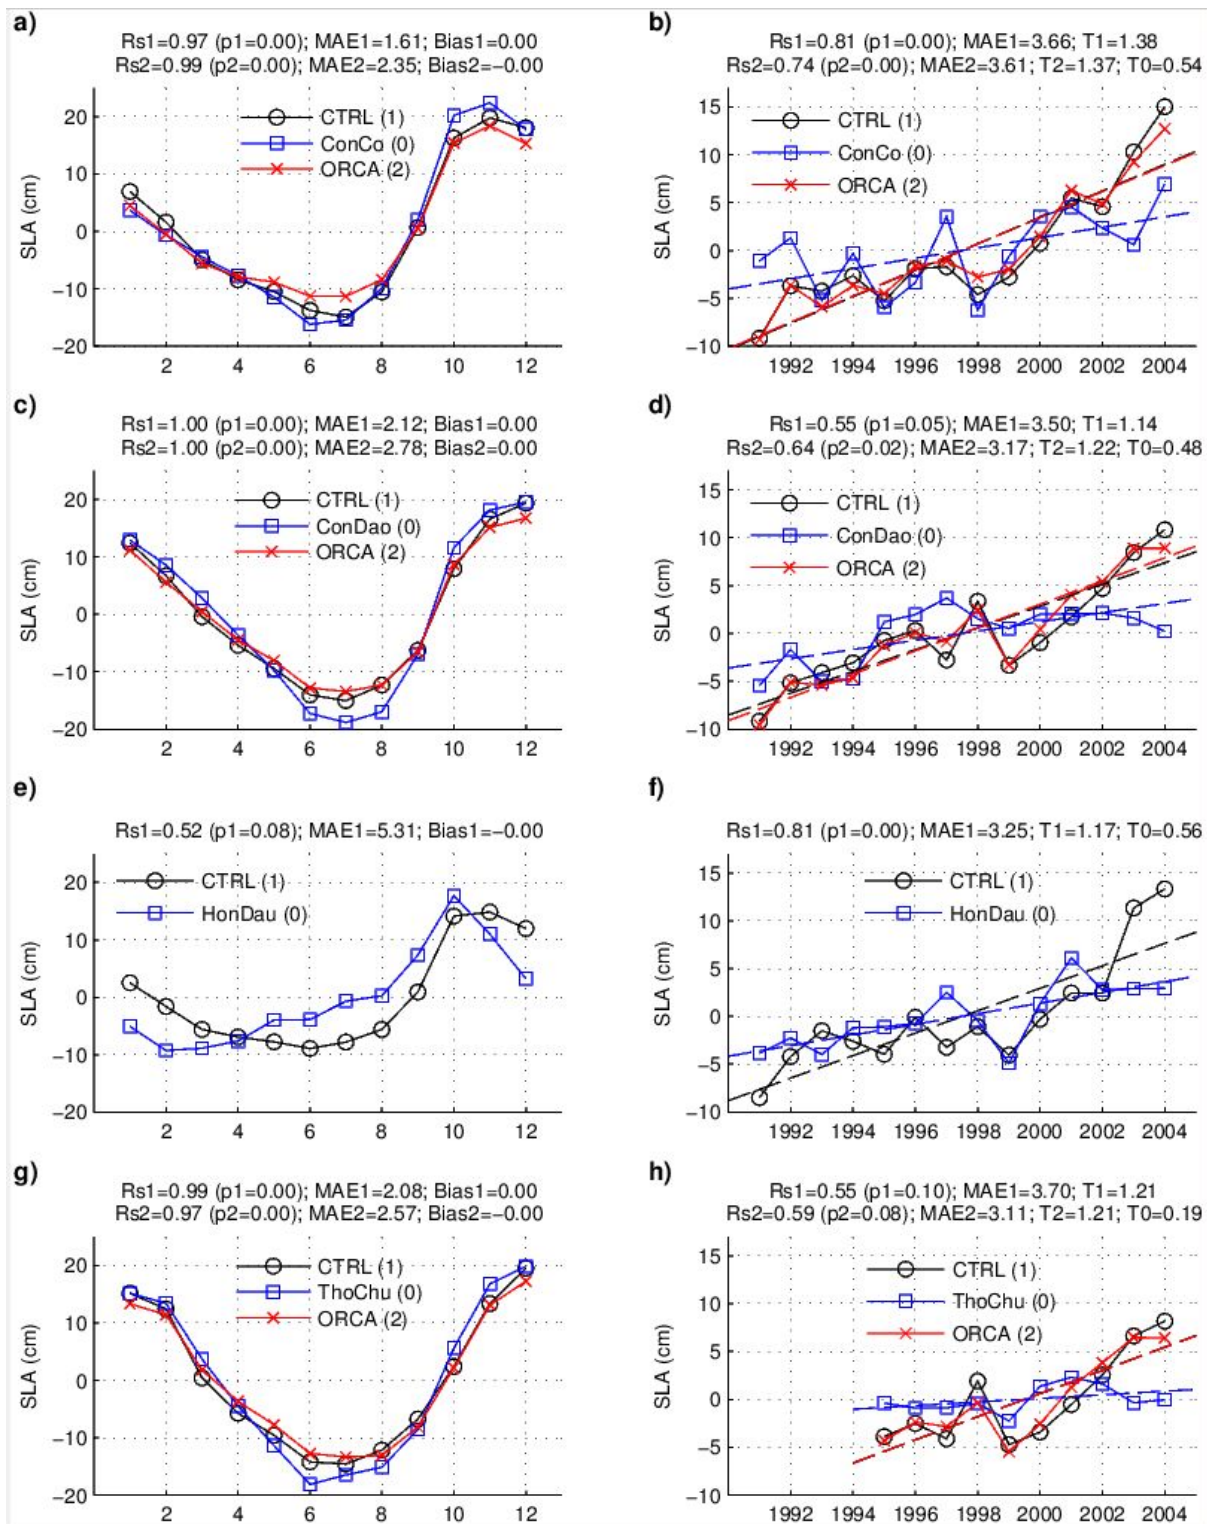 a)
Rs1=0.97 (p1=0.00); MAE1=1.61; Bias1=0.00
Rs2=0.99 (p2=0.00); MAE2=2.35; Bias2=−0.00
CTRL (1)
ConCo (0)
ORCA (2)
SLA (cm)
20
10
0
−10
−20
2 4 6 8 10 12
b)
Rs1=0.81 (p1=0.00); MAE1=3.66; T1=1.38
Rs2=0.74 (p2=0.00); MAE2=3.61; T2=1.37; T0=0.54
CTRL (1)
ConCo (0)
ORCA (2)
SLA (cm)
15
10
5
0
−5
−10
1992 1994 1996 1998 2000 2002 2004
c)
Rs1=1.00 (p1=0.00); MAE1=2.12; Bias1=0.00
Rs2=1.00 (p2=0.00); MAE2=2.78; Bias2=0.00
CTRL (1)
ConDao (0)
ORCA (2)
SLA (cm)
20
10
0
−10
−20
2 4 6 8 10 12
d)
Rs1=0.55 (p1=0.05); MAE1=3.50; T1=1.14
Rs2=0.64 (p2=0.02); MAE2=3.17; T2=1.22; T0=0.48
CTRL (1)
ConDao (0)
ORCA (2)
SLA (cm)
15
10
5
0
−5
−10
1992 1994 1996 1998 2000 2002 2004
e)
Rs1=0.52 (p1=0.08); MAE1=5.31; Bias1=−0.00
CTRL (1)
HonDau (0)
SLA (cm)
20
10
0
−10
−20
2 4 6 8 10 12
f)
Rs1=0.81 (p1=0.00); MAE1=3.25; T1=1.17; T0=0.56
CTRL (1)
HonDau (0)
SLA (cm)
15
10
5
0
−5
−10
1992 1994 1996 1998 2000 2002 2004
g)
Rs1=0.99 (p1=0.00); MAE1=2.08; Bias1=0.00
Rs2=0.97 (p2=0.00); MAE2=2.57; Bias2=−0.00
CTRL (1)
ThoChu (0)
ORCA (2)
SLA (cm)
20
10
0
−10
−20
2 4 6 8 10 12
h)
Rs1=0.55 (p1=0.10); MAE1=3.70; T1=1.21
Rs2=0.59 (p2=0.08); MAE2=3.11; T2=1.21; T0=0.19
CTRL (1)
ThoChu (0)
ORCA (2)
SLA (cm)
15
10
5
0
−5
−10
1992 1994 1996 1998 2000 2002 2004